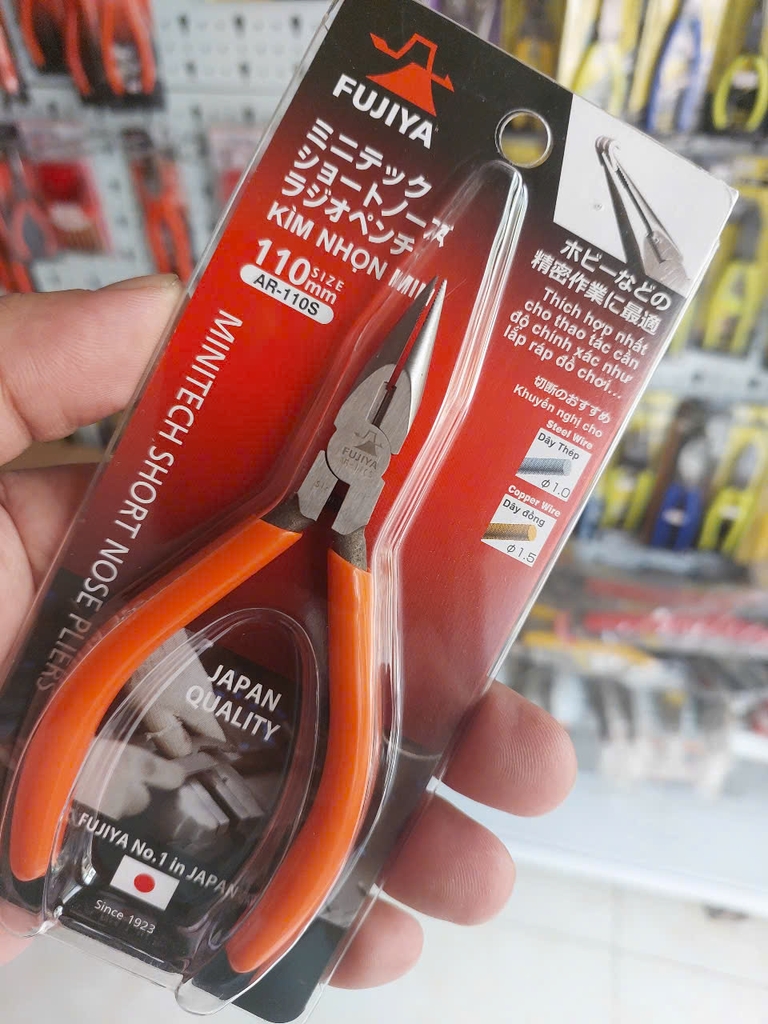 FUJIYA
ミニテック
ショートノーズ
ラジオペンチ
KÌM NHỌN MINI
110mm SIZE
AR-110S
MINITECH SHORT NOSE PLIERS
ホビーなどの
精密作業に最適
Thích hợp nhất
cho thao tác cần
độ chính xác như
lắp ráp đồ chơi...
切断のおすすめ
Khuyến nghị cho
Steel Wire
Dây Thép
φ1.0
Copper Wire
Dây đồng
φ1.5
FUJIYA
JAPAN
QUALITY
FUJIYA No.1 in JAPAN
Since 1923